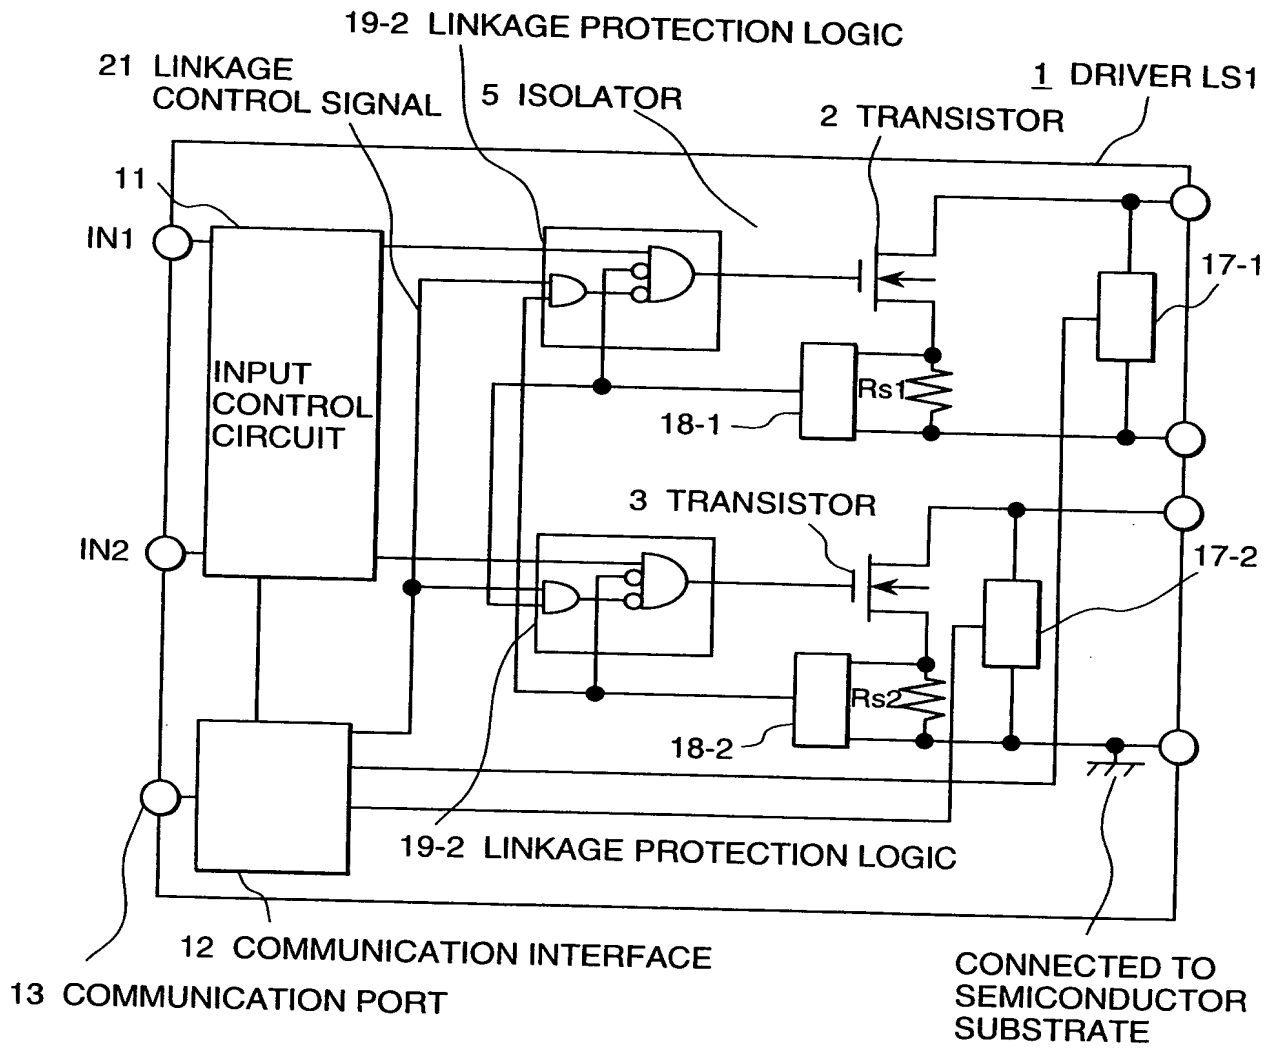 19-2 LINKAGE PROTECTION LOGIC
21 LINKAGE
CONTROL SIGNAL
5 ISOLATOR
1 DRIVER LS1
2 TRANSISTOR
11
IN1
17-1
INPUT
CONTROL
CIRCUIT
Rs1
18-1
3 TRANSISTOR
IN2
17-2
Rs2
18-2
19-2 LINKAGE PROTECTION LOGIC
12 COMMUNICATION INTERFACE
13 COMMUNICATION PORT
CONNECTED TO
SEMICONDUCTOR
SUBSTRATE